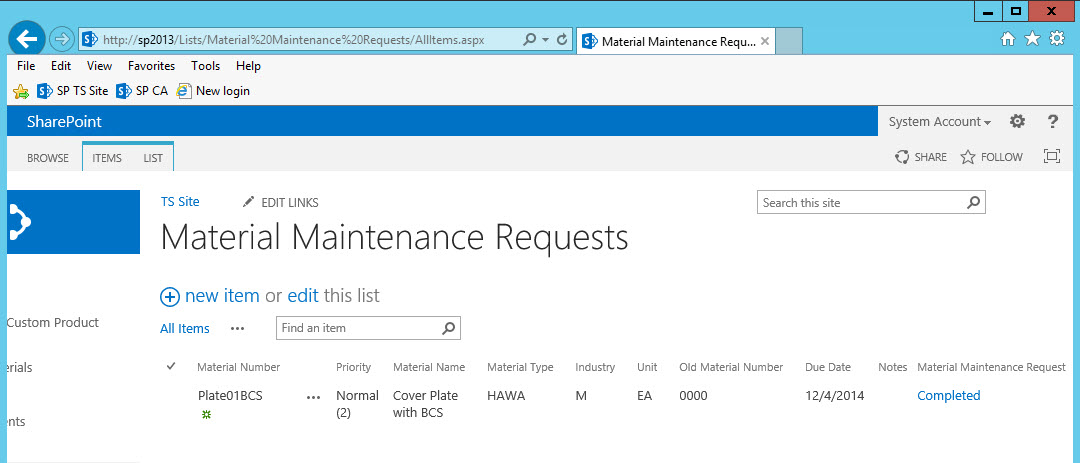 http://sp2013/Lists/Material%20Maintenance%20Requests/AllItems.aspx
Material Maintenance Requ...
File Edit View Favorites Tools Help
SP TS Site SP CA New login
SharePoint System Account ?
BROWSE ITEMS LIST SHARE FOLLOW
TS Site EDIT LINKS Search this site
Material Maintenance Requests
new item or edit this list
Custom Product
All Items ... Find an item
erials Material Number Priority Material Name Material Type Industry Unit Old Material Number Due Date Notes Material Maintenance Request
Plate01BCS ... Normal Cover Plate HAWA M EA 0000 12/4/2014 Completed
(2) with BCS
ents